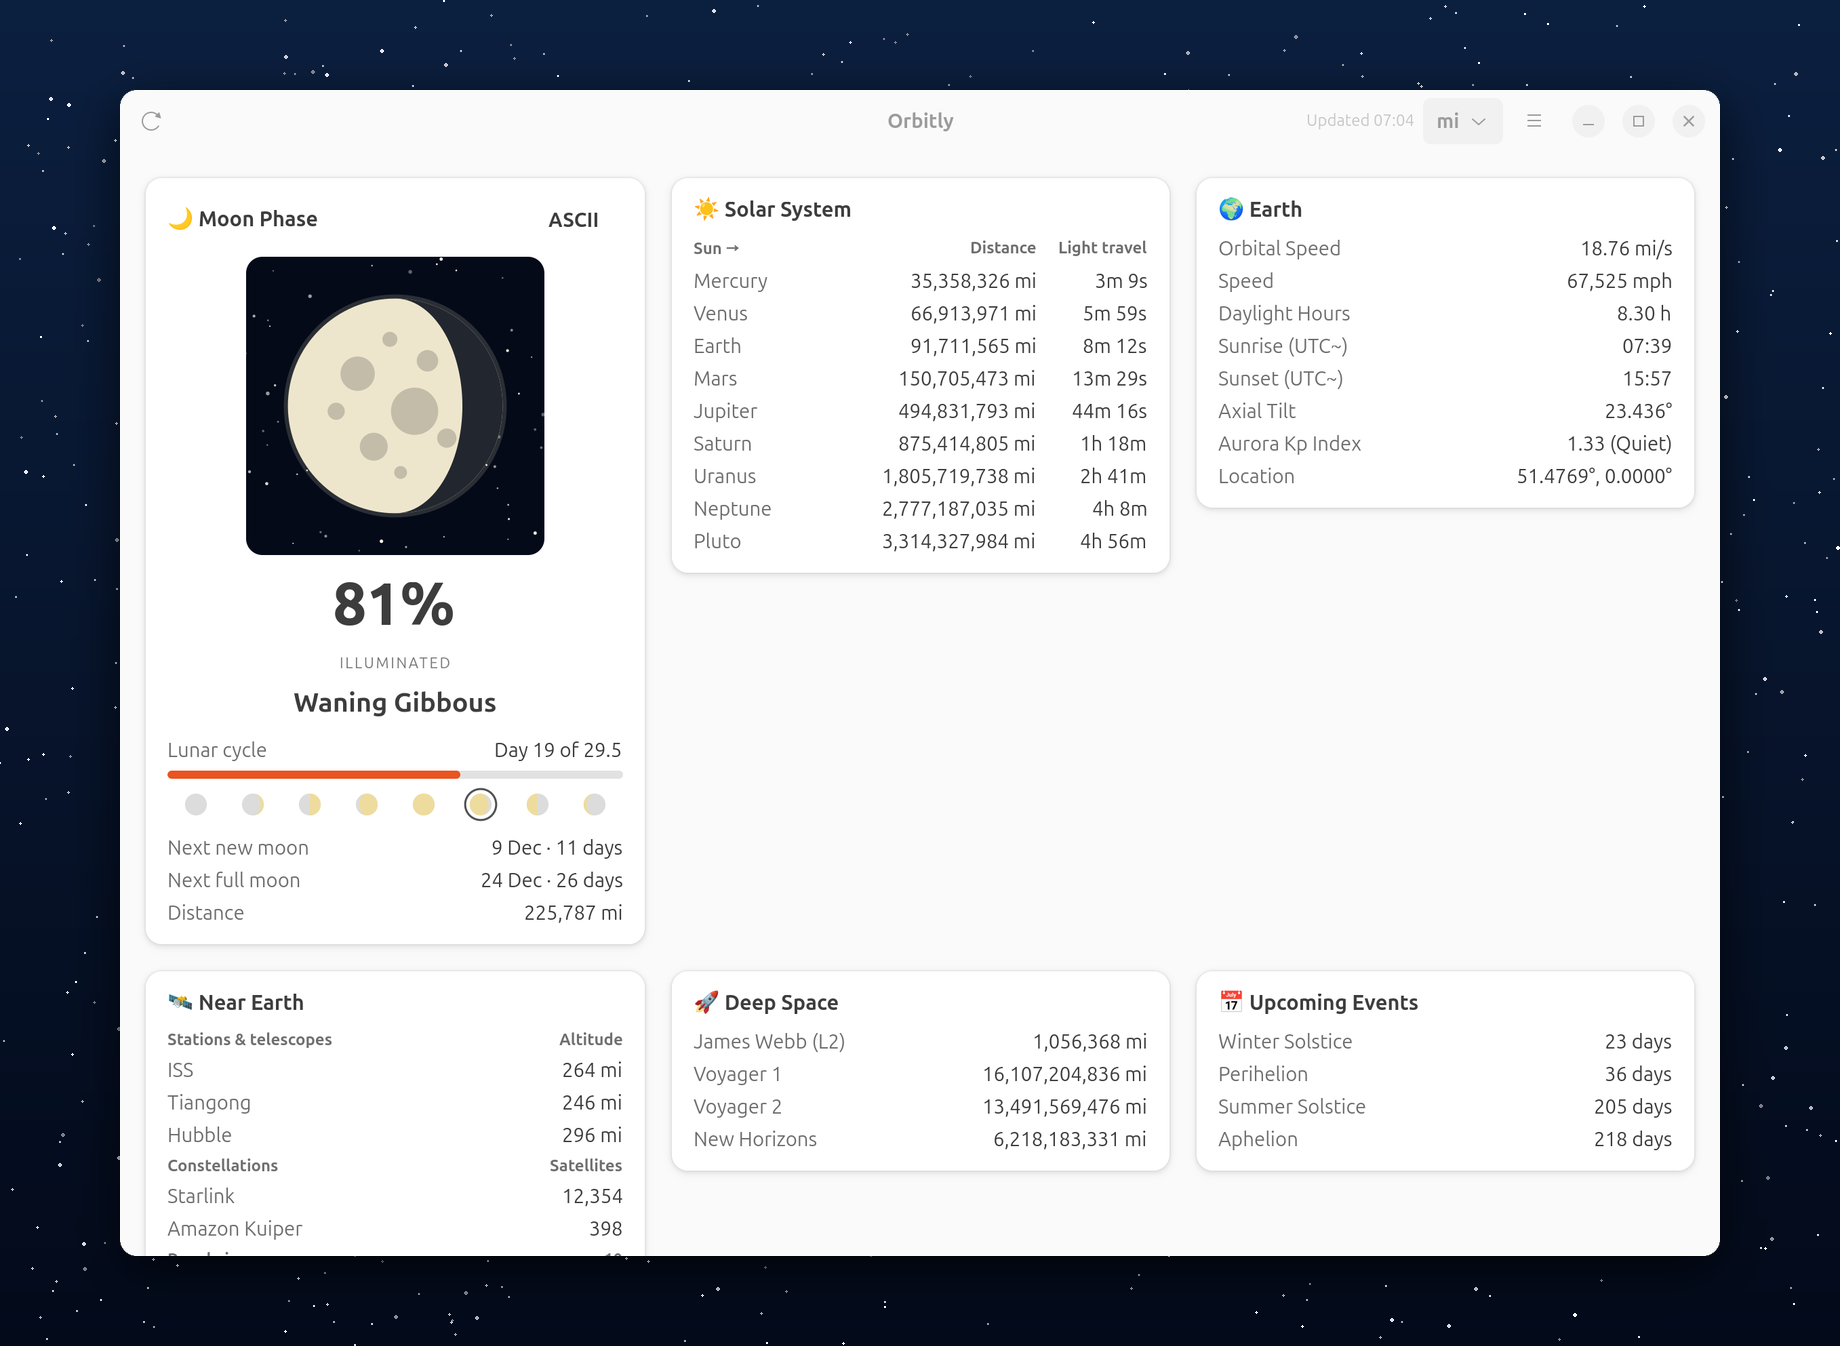 Orbitly
Updated 07:04
mi
🌙 Moon Phase
ASCII
81%
ILLUMINATED
Waning Gibbous
Lunar cycle Day 19 of 29.5
Next new moon 9 Dec · 11 days
Next full moon 24 Dec · 26 days
Distance 225,787 mi
☀️ Solar System
Sun → Distance Light travel
Mercury 35,358,326 mi 3m 9s
Venus 66,913,971 mi 5m 59s
Earth 91,711,565 mi 8m 12s
Mars 150,705,473 mi 13m 29s
Jupiter 494,831,793 mi 44m 16s
Saturn 875,414,805 mi 1h 18m
Uranus 1,805,719,738 mi 2h 41m
Neptune 2,777,187,035 mi 4h 8m
Pluto 3,314,327,984 mi 4h 56m
🌍 Earth
Orbital Speed 18.76 mi/s
Speed 67,525 mph
Daylight Hours 8.30 h
Sunrise (UTC~) 07:39
Sunset (UTC~) 15:57
Axial Tilt 23.436°
Aurora Kp Index 1.33 (Quiet)
Location 51.4769°, 0.0000°
🛰️ Near Earth
Stations & telescopes Altitude
ISS 264 mi
Tiangong 246 mi
Hubble 296 mi
Constellations Satellites
Starlink 12,354
Amazon Kuiper 398
🚀 Deep Space
James Webb (L2) 1,056,368 mi
Voyager 1 16,107,204,836 mi
Voyager 2 13,491,569,476 mi
New Horizons 6,218,183,331 mi
📅 Upcoming Events
Winter Solstice 23 days
Perihelion 36 days
Summer Solstice 205 days
Aphelion 218 days